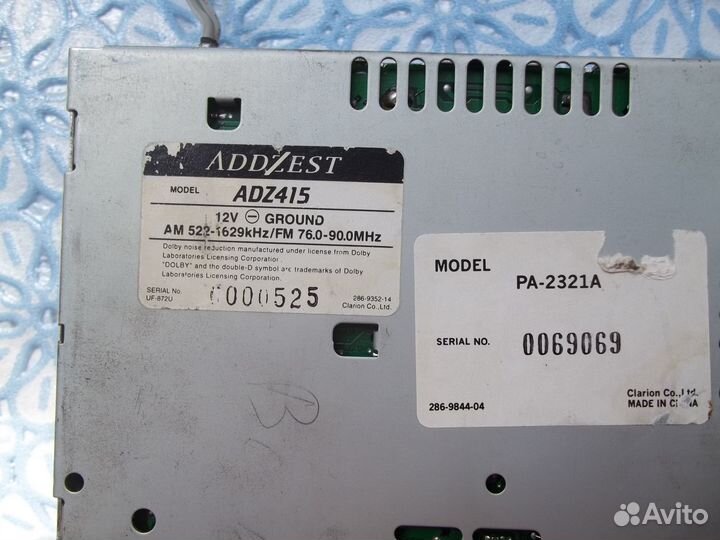 ADDZEST
MODEL ADZ415
12V ⊖ GROUND
AM 522-1629kHz/FM 76.0-90.0MHz
Dolby noise reduction manufactured under license from Dolby
Laboratories Licensing Corporation.
"DOLBY" and the double-D symbol are trademarks of Dolby
Laboratories Licensing Corporation.
SERIAL No. 0000525 286-9352-14
UF-872U Clarion Co.,Ltd.
MODEL PA-2321A
SERIAL NO. 0069069
Clarion Co.,Ltd.
286-9844-04 MADE IN CHINA
B
Avito